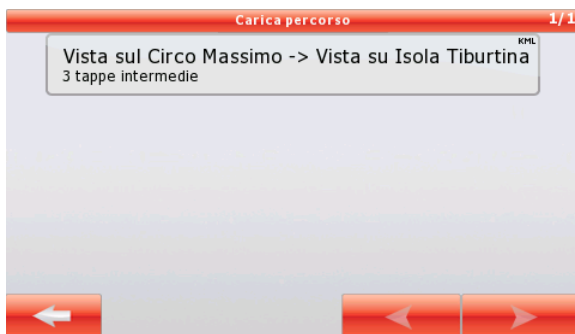 Carica percorso 1/1
KML
Vista sul Circo Massimo -> Vista su Isola Tiburtina
3 tappe intermedie